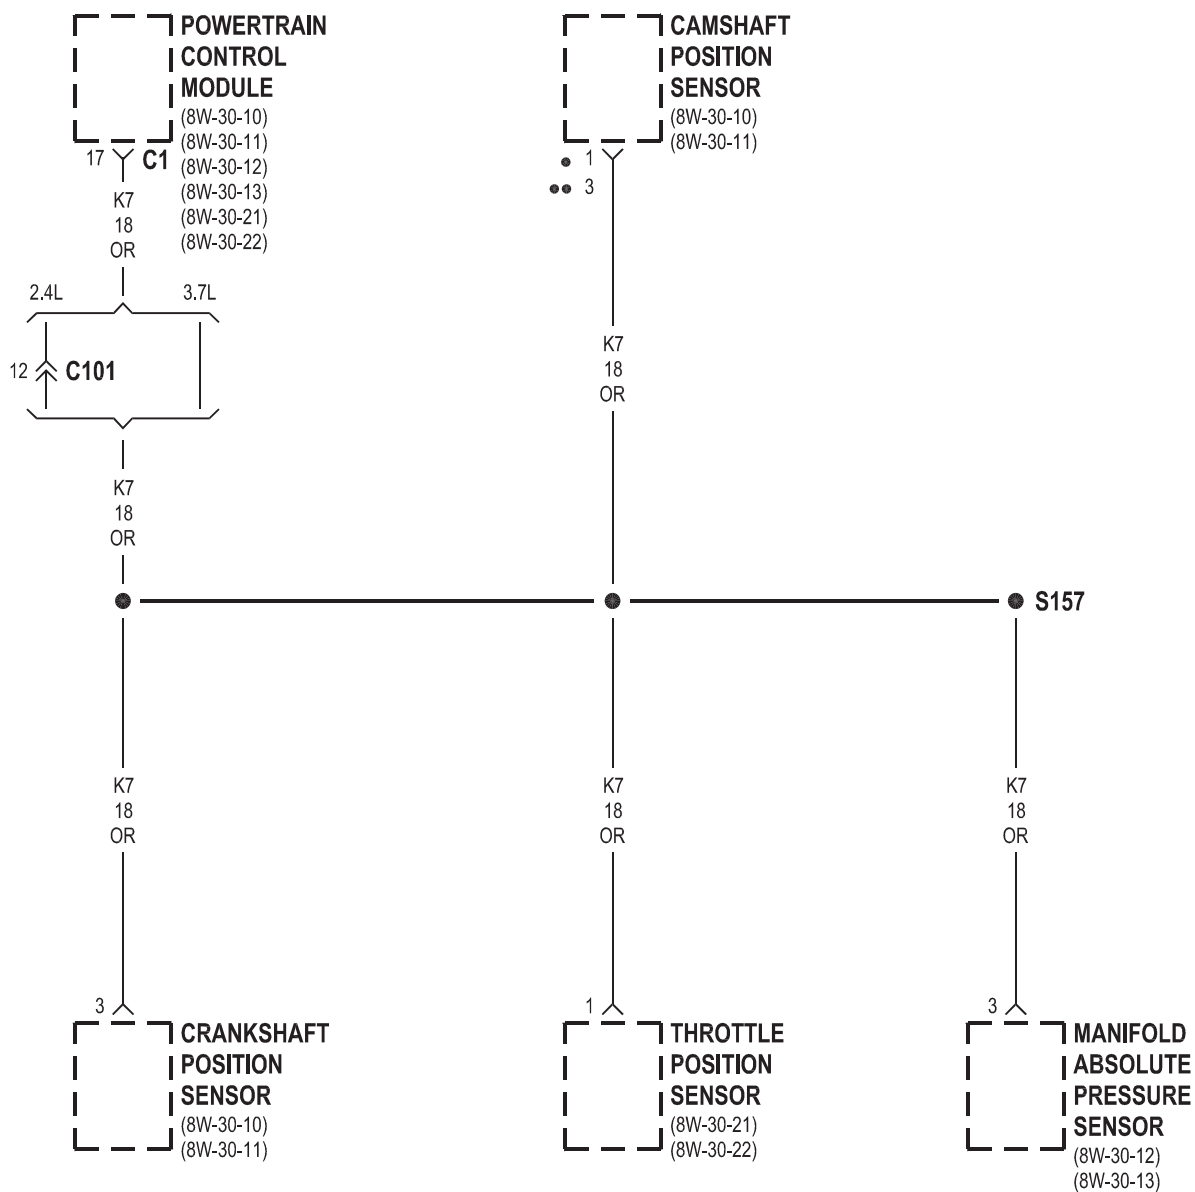 POWERTRAIN
CONTROL
MODULE
(8W-30-10)
(8W-30-11)
(8W-30-12)
(8W-30-13)
(8W-30-21)
(8W-30-22)
17
C1
K7
18
OR
2.4L
3.7L
12
C101
K7
18
OR
CAMSHAFT
POSITION
SENSOR
(8W-30-10)
(8W-30-11)
1
3
K7
18
OR
S157
K7
18
OR
3
CRANKSHAFT
POSITION
SENSOR
(8W-30-10)
(8W-30-11)
K7
18
OR
1
THROTTLE
POSITION
SENSOR
(8W-30-21)
(8W-30-22)
K7
18
OR
3
MANIFOLD
ABSOLUTE
PRESSURE
SENSOR
(8W-30-12)
(8W-30-13)